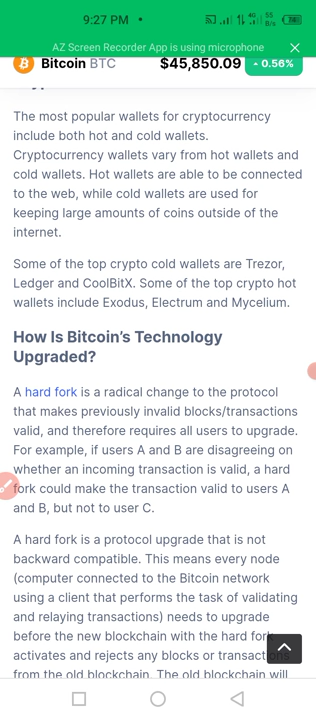 9:27 PM
4G 55 B/s
AZ Screen Recorder App is using microphone
Bitcoin BTC $45,850.09 0.56%
The most popular wallets for cryptocurrency
include both hot and cold wallets.
Cryptocurrency wallets vary from hot wallets and
cold wallets. Hot wallets are able to be connected
to the web, while cold wallets are used for
keeping large amounts of coins outside of the
internet.
Some of the top crypto cold wallets are Trezor,
Ledger and CoolBitX. Some of the top crypto hot
wallets include Exodus, Electrum and Mycelium.
How Is Bitcoin’s Technology
Upgraded?
A hard fork is a radical change to the protocol
that makes previously invalid blocks/transactions
valid, and therefore requires all users to upgrade.
For example, if users A and B are disagreeing on
whether an incoming transaction is valid, a hard
fork could make the transaction valid to users A
and B, but not to user C.
A hard fork is a protocol upgrade that is not
backward compatible. This means every node
(computer connected to the Bitcoin network
using a client that performs the task of validating
and relaying transactions) needs to upgrade
before the new blockchain with the hard fork
activates and rejects any blocks or transactions
from the old blockchain. The old blockchain will